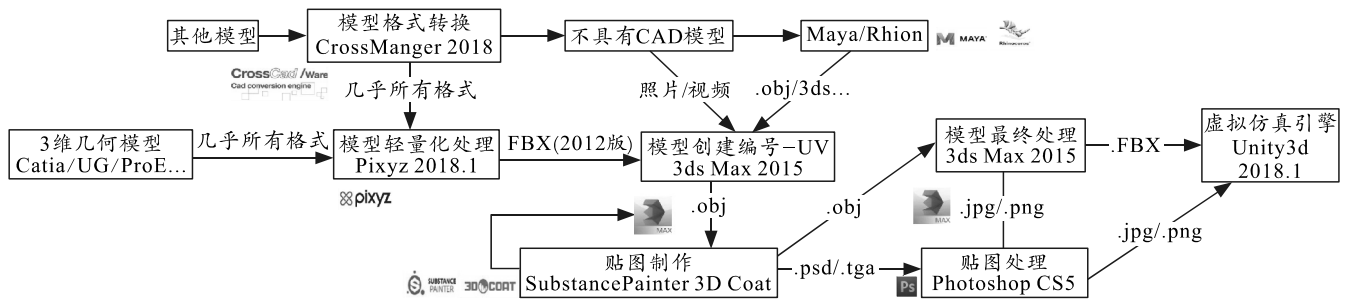 其他模型
模型格式转换
CrossManger 2018
不具有CAD模型
Maya/Rhion
MAYA
Rhinoceros
CrossCad/Ware
Cad conversion engine
几乎所有格式
照片/视频
.obj/3ds...
3维几何模型
Catia/UG/ProE...
几乎所有格式
模型轻量化处理
Pixyz 2018.1
FBX(2012版)
模型创建编号-UV
3ds Max 2015
模型最终处理
3ds Max 2015
.FBX
虚拟仿真引擎
Unity3d
2018.1
pixyz
MAX
.obj
.obj
MAX
.jpg/.png
.jpg/.png
SUBSTANCE
PAINTER
3D COAT
贴图制作
SubstancePainter 3D Coat
.psd/.tga
Ps
贴图处理
Photoshop CS5